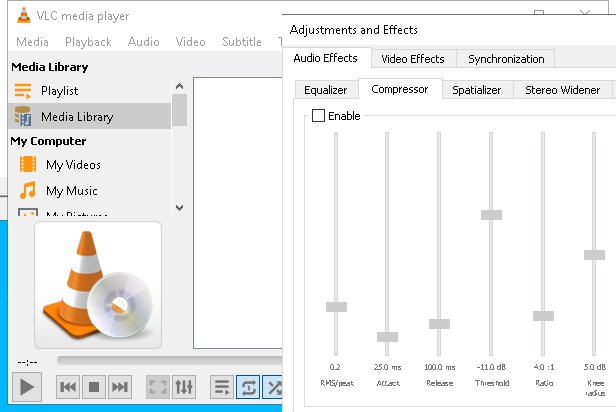 VLC media player
Media Playback Audio Video Subtitle
Media Library
Playlist
Media Library
My Computer
My Videos
My Music
My Pictures
--:--
Adjustments and Effects
Audio Effects Video Effects Synchronization
Equalizer Compressor Spatializer Stereo Widener
Enable
0.2 25.0 ms 100.0 ms -11.0 dB 4.0 :1 5.0 dB
RMS/peak Attack Release Threshold Ratio Knee
radius